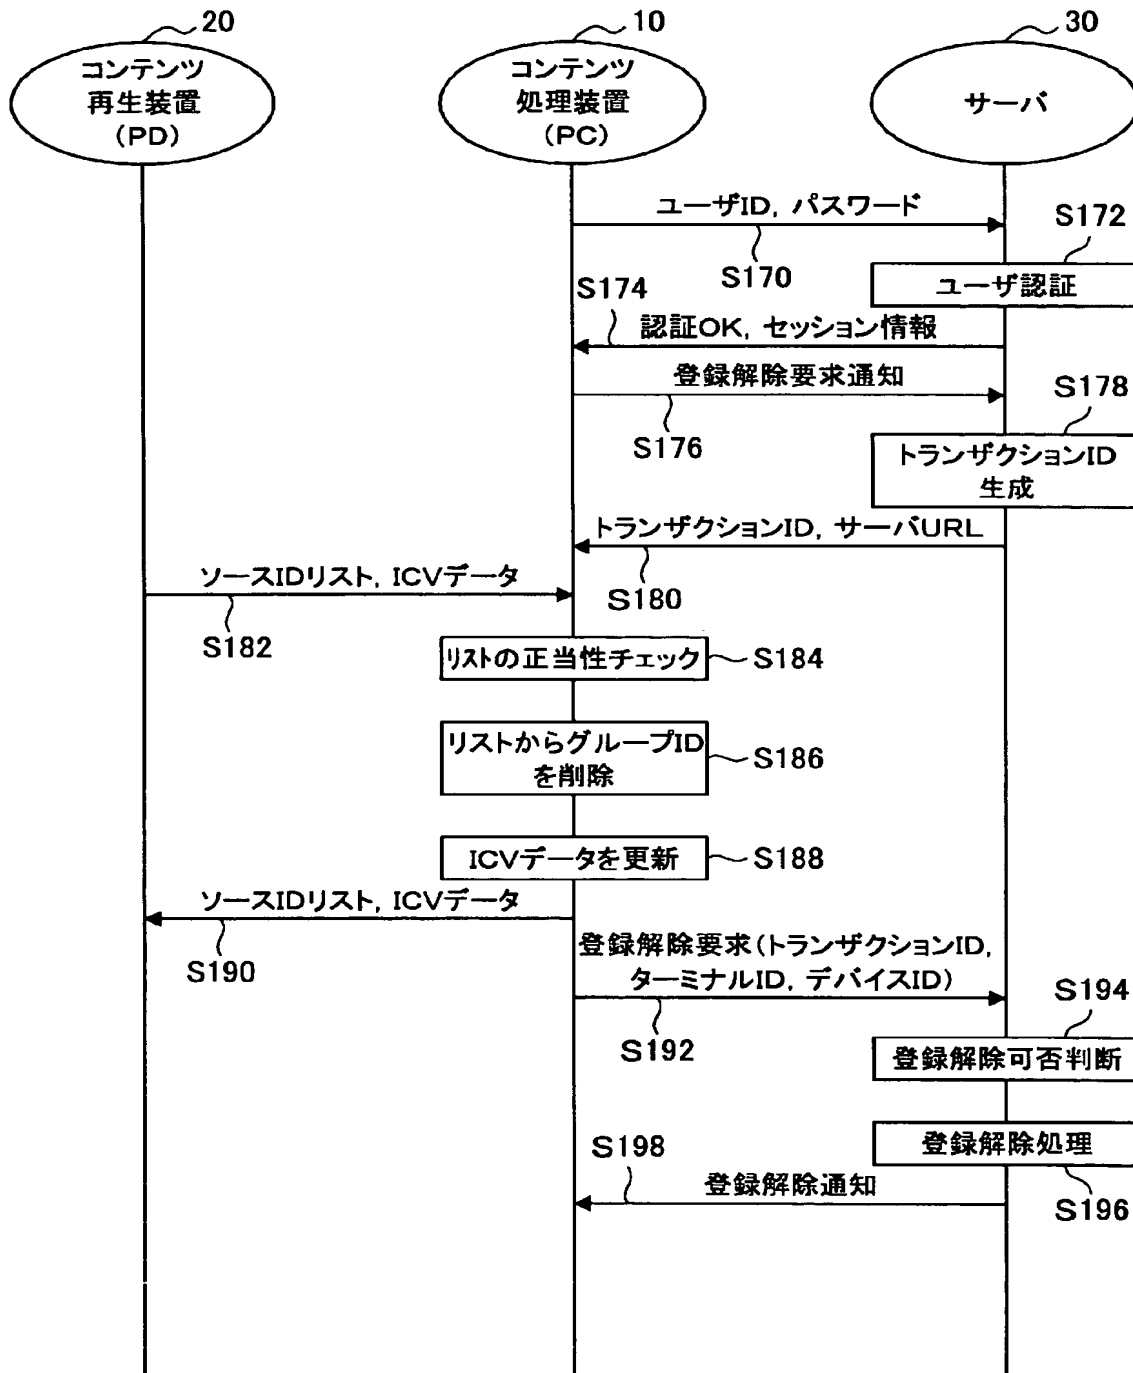 20
10
30
コンテンツ
再生装置
(PD)
コンテンツ
処理装置
(PC)
サーバ
ユーザID, パスワード
S170
S172
ユーザ認証
S174
認証OK, セッション情報
登録解除要求通知
S176
S178
トランザクションID
生成
トランザクションID, サーバURL
S180
ソースIDリスト, ICVデータ
S182
リストの正当性チェック
S184
リストからグループID
を削除
S186
ICVデータを更新
S188
ソースIDリスト, ICVデータ
S190
登録解除要求(トランザクションID,
ターミナルID, デバイスID)
S192
S194
登録解除可否判断
登録解除処理
S196
S198
登録解除通知